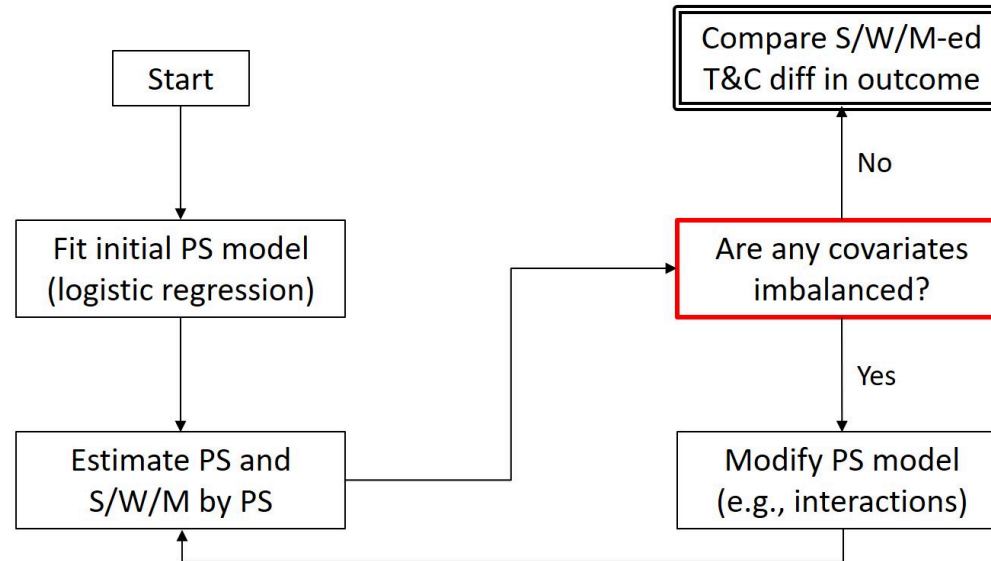 Start
Fit initial PS model
(logistic regression)
Estimate PS and
S/W/M by PS
Compare S/W/M-ed
T&C diff in outcome
No
Are any covariates
imbalanced?
Yes
Modify PS model
(e.g., interactions)